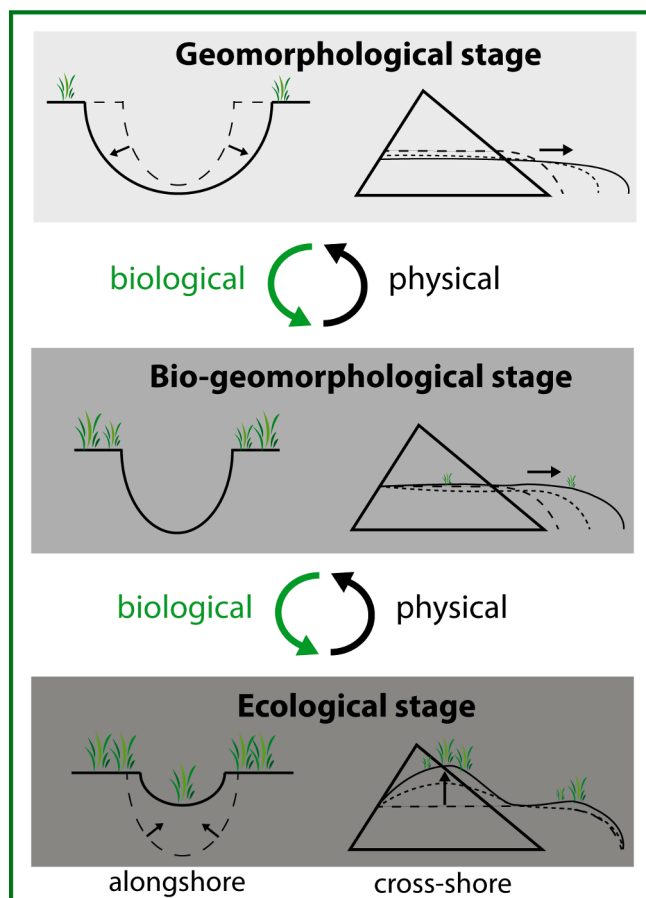 Geomorphological stage
biological
physical
Bio-geomorphological stage
biological
physical
Ecological stage
alongshore
cross-shore